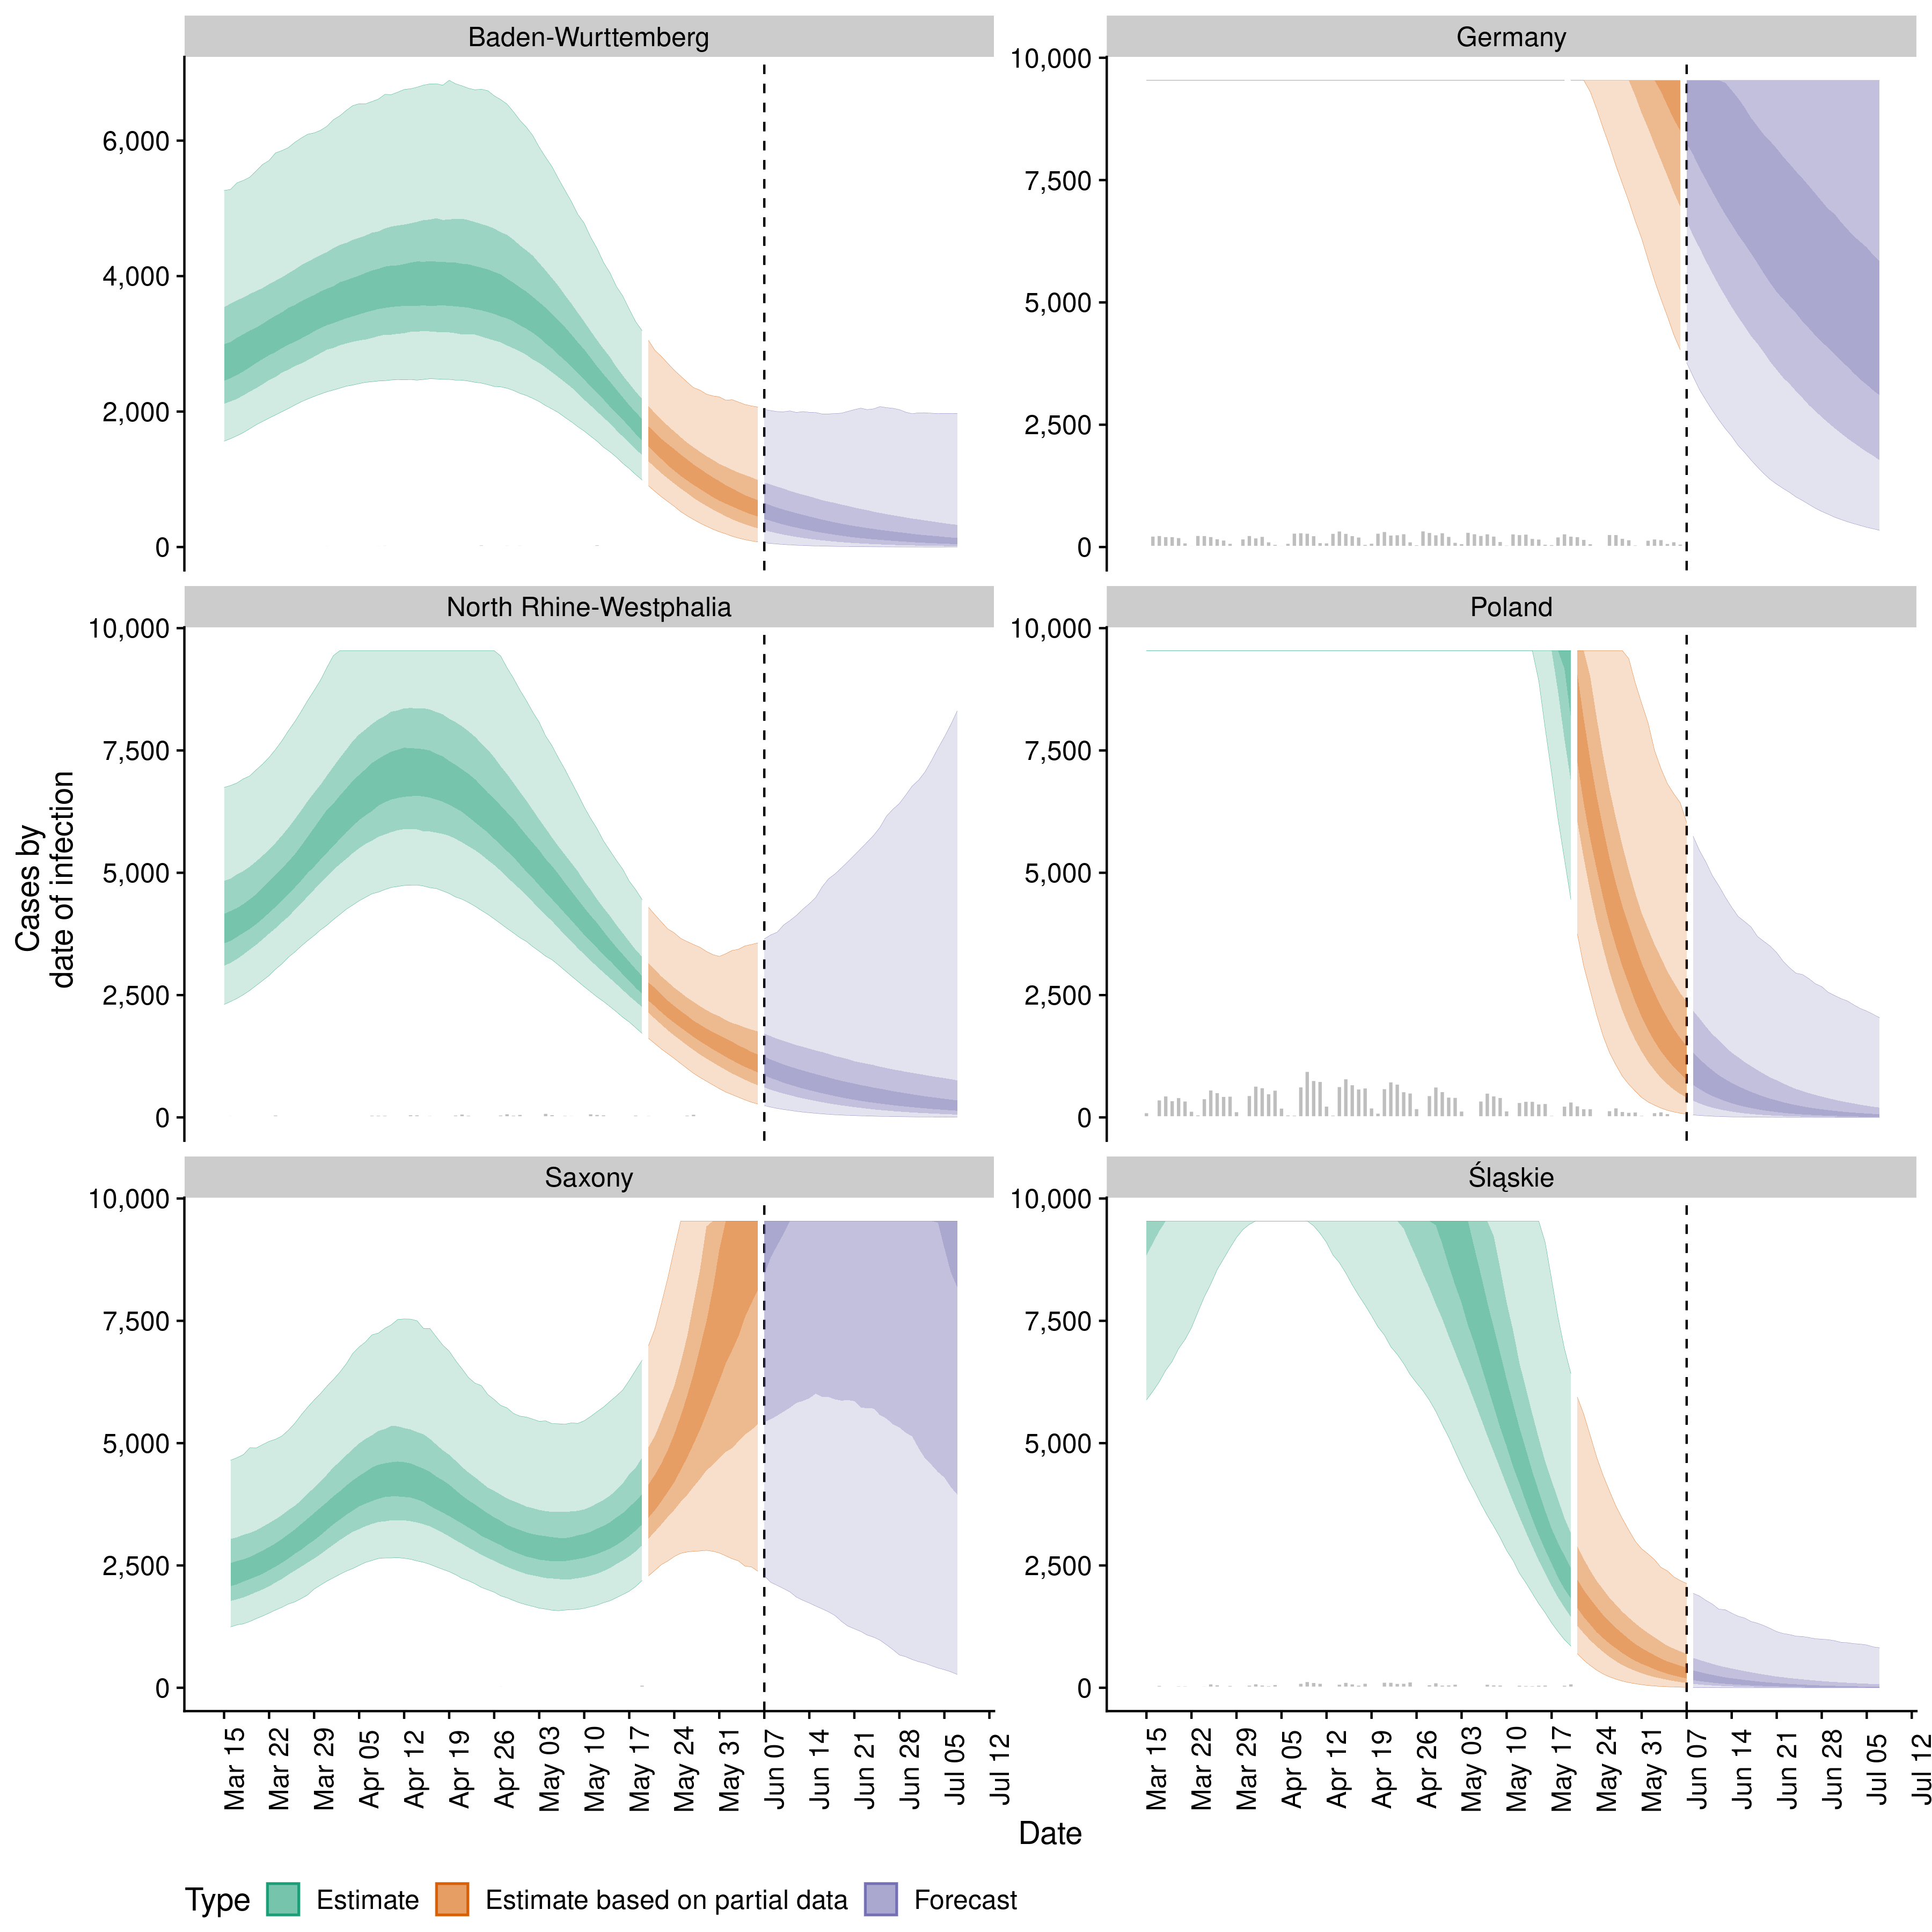 Baden-Wurttemberg
Germany
6,000
4,000
2,000
0
10,000
7,500
5,000
2,500
0
North Rhine-Westphalia
Poland
10,000
7,500
5,000
2,500
0
10,000
7,500
5,000
2,500
0
Saxony
Śląskie
10,000
7,500
5,000
2,500
0
10,000
7,500
5,000
2,500
0
Cases by
date of infection
Mar 15
Mar 22
Mar 29
Apr 05
Apr 12
Apr 19
Apr 26
May 03
May 10
May 17
May 24
May 31
Jun 07
Jun 14
Jun 21
Jun 28
Jul 05
Jul 12
Mar 15
Mar 22
Mar 29
Apr 05
Apr 12
Apr 19
Apr 26
May 03
May 10
May 17
May 24
May 31
Jun 07
Jun 14
Jun 21
Jun 28
Jul 05
Jul 12
Date
Type Estimate Estimate based on partial data Forecast